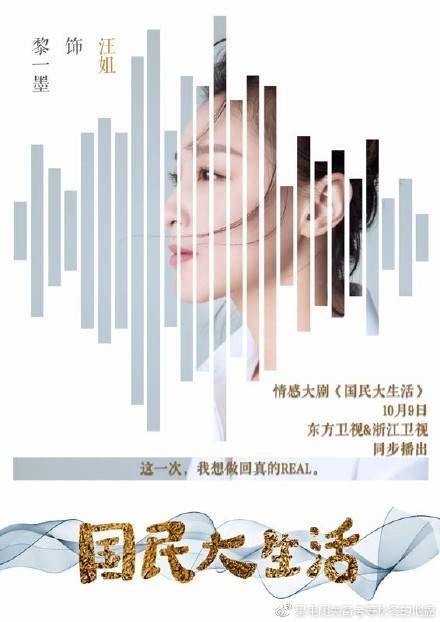 黎一墨
饰
汪姐
情感大剧《国民大生活》
10月9日
东方卫视&浙江卫视
同步播出
这一次,我想做回真的REAL。
国民大生活